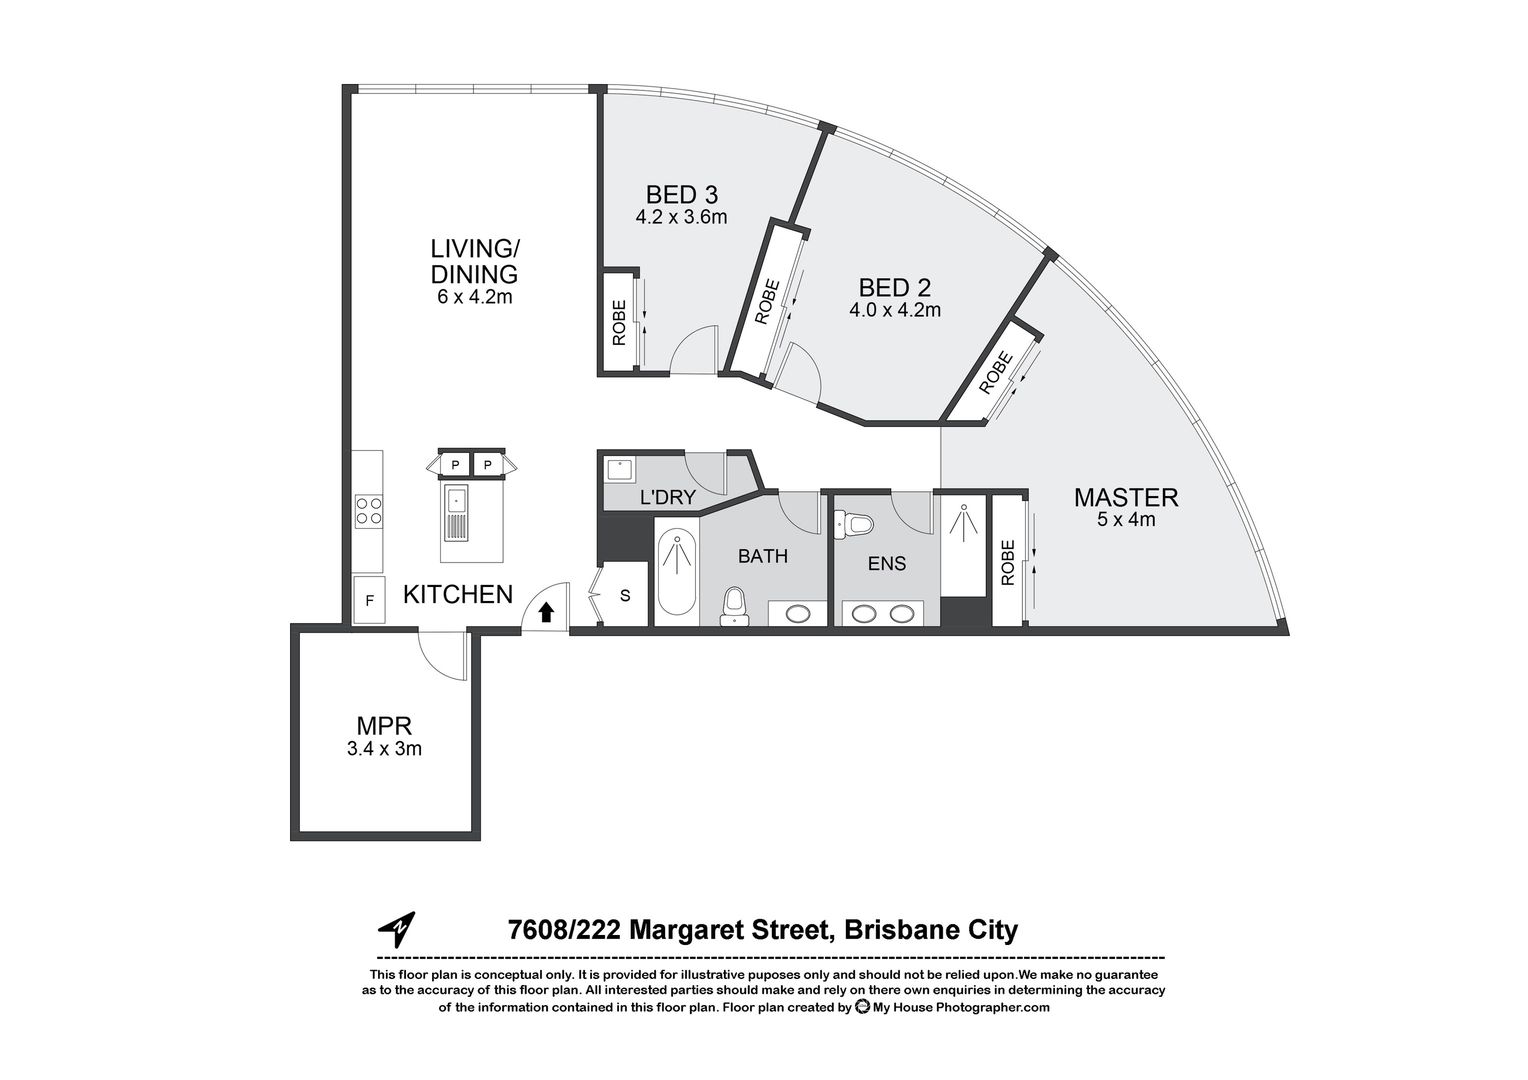 BED 3
4.2 x 3.6m
LIVING/
DINING
6 x 4.2m
ROBE
ROBE
BED 2
4.0 x 4.2m
ROBE
P P
L'DRY
MASTER
5 x 4m
BATH
ENS
ROBE
F
KITCHEN
S
MPR
3.4 x 3m
N
7608/222 Margaret Street, Brisbane City
This floor plan is conceptual only. It is provided for illustrative puposes only and should not be relied upon.We make no guarantee
as to the accuracy of this floor plan. All interested parties should make and rely on there own enquiries in determining the accuracy
of the information contained in this floor plan. Floor plan created by My House Photographer.com